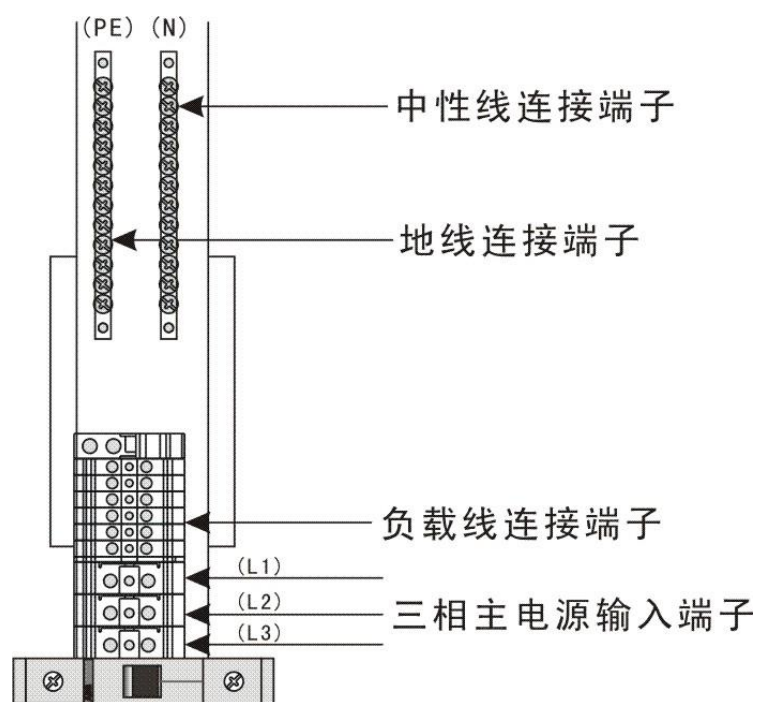 (PE) (N)
中性线连接端子
地线连接端子
负载线连接端子
(L1)
(L2)
三相主电源输入端子
(L3)